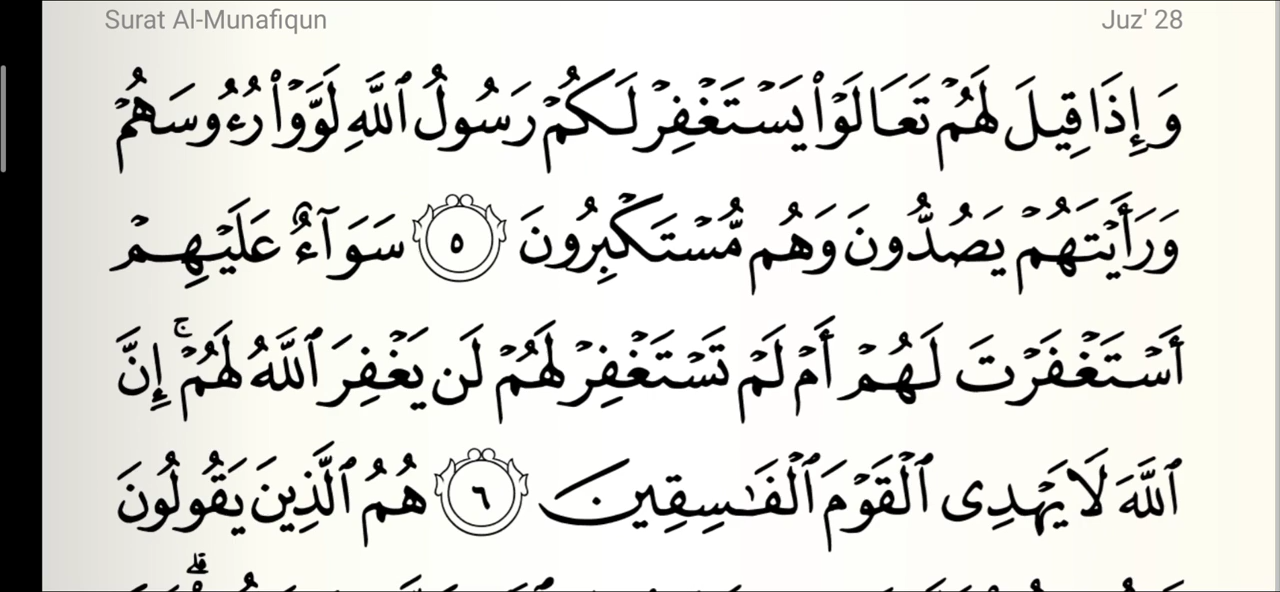 Surat Al-Munafiqun Juz' 28
وَإِذَا قِيلَ لَهُمْ تَعَالَوْا۟ يَسْتَغْفِرْ لَكُمْ رَسُولُ ٱللَّهِ لَوَّوْا۟ رُءُوسَهُمْ
وَرَأَيْتَهُمْ يَصُدُّونَ وَهُم مُّسْتَكْبِرُونَ ٥ سَوَآءٌ عَلَيْهِمْ
أَسْتَغْفَرْتَ لَهُمْ أَمْ لَمْ تَسْتَغْفِرْ لَهُمْ لَن يَغْفِرَ ٱللَّهُ لَهُمْ ۚ إِنَّ
ٱللَّهَ لَا يَهْدِى ٱلْقَوْمَ ٱلْفَـٰسِقِينَ ٦ هُمُ ٱلَّذِينَ يَقُولُونَ